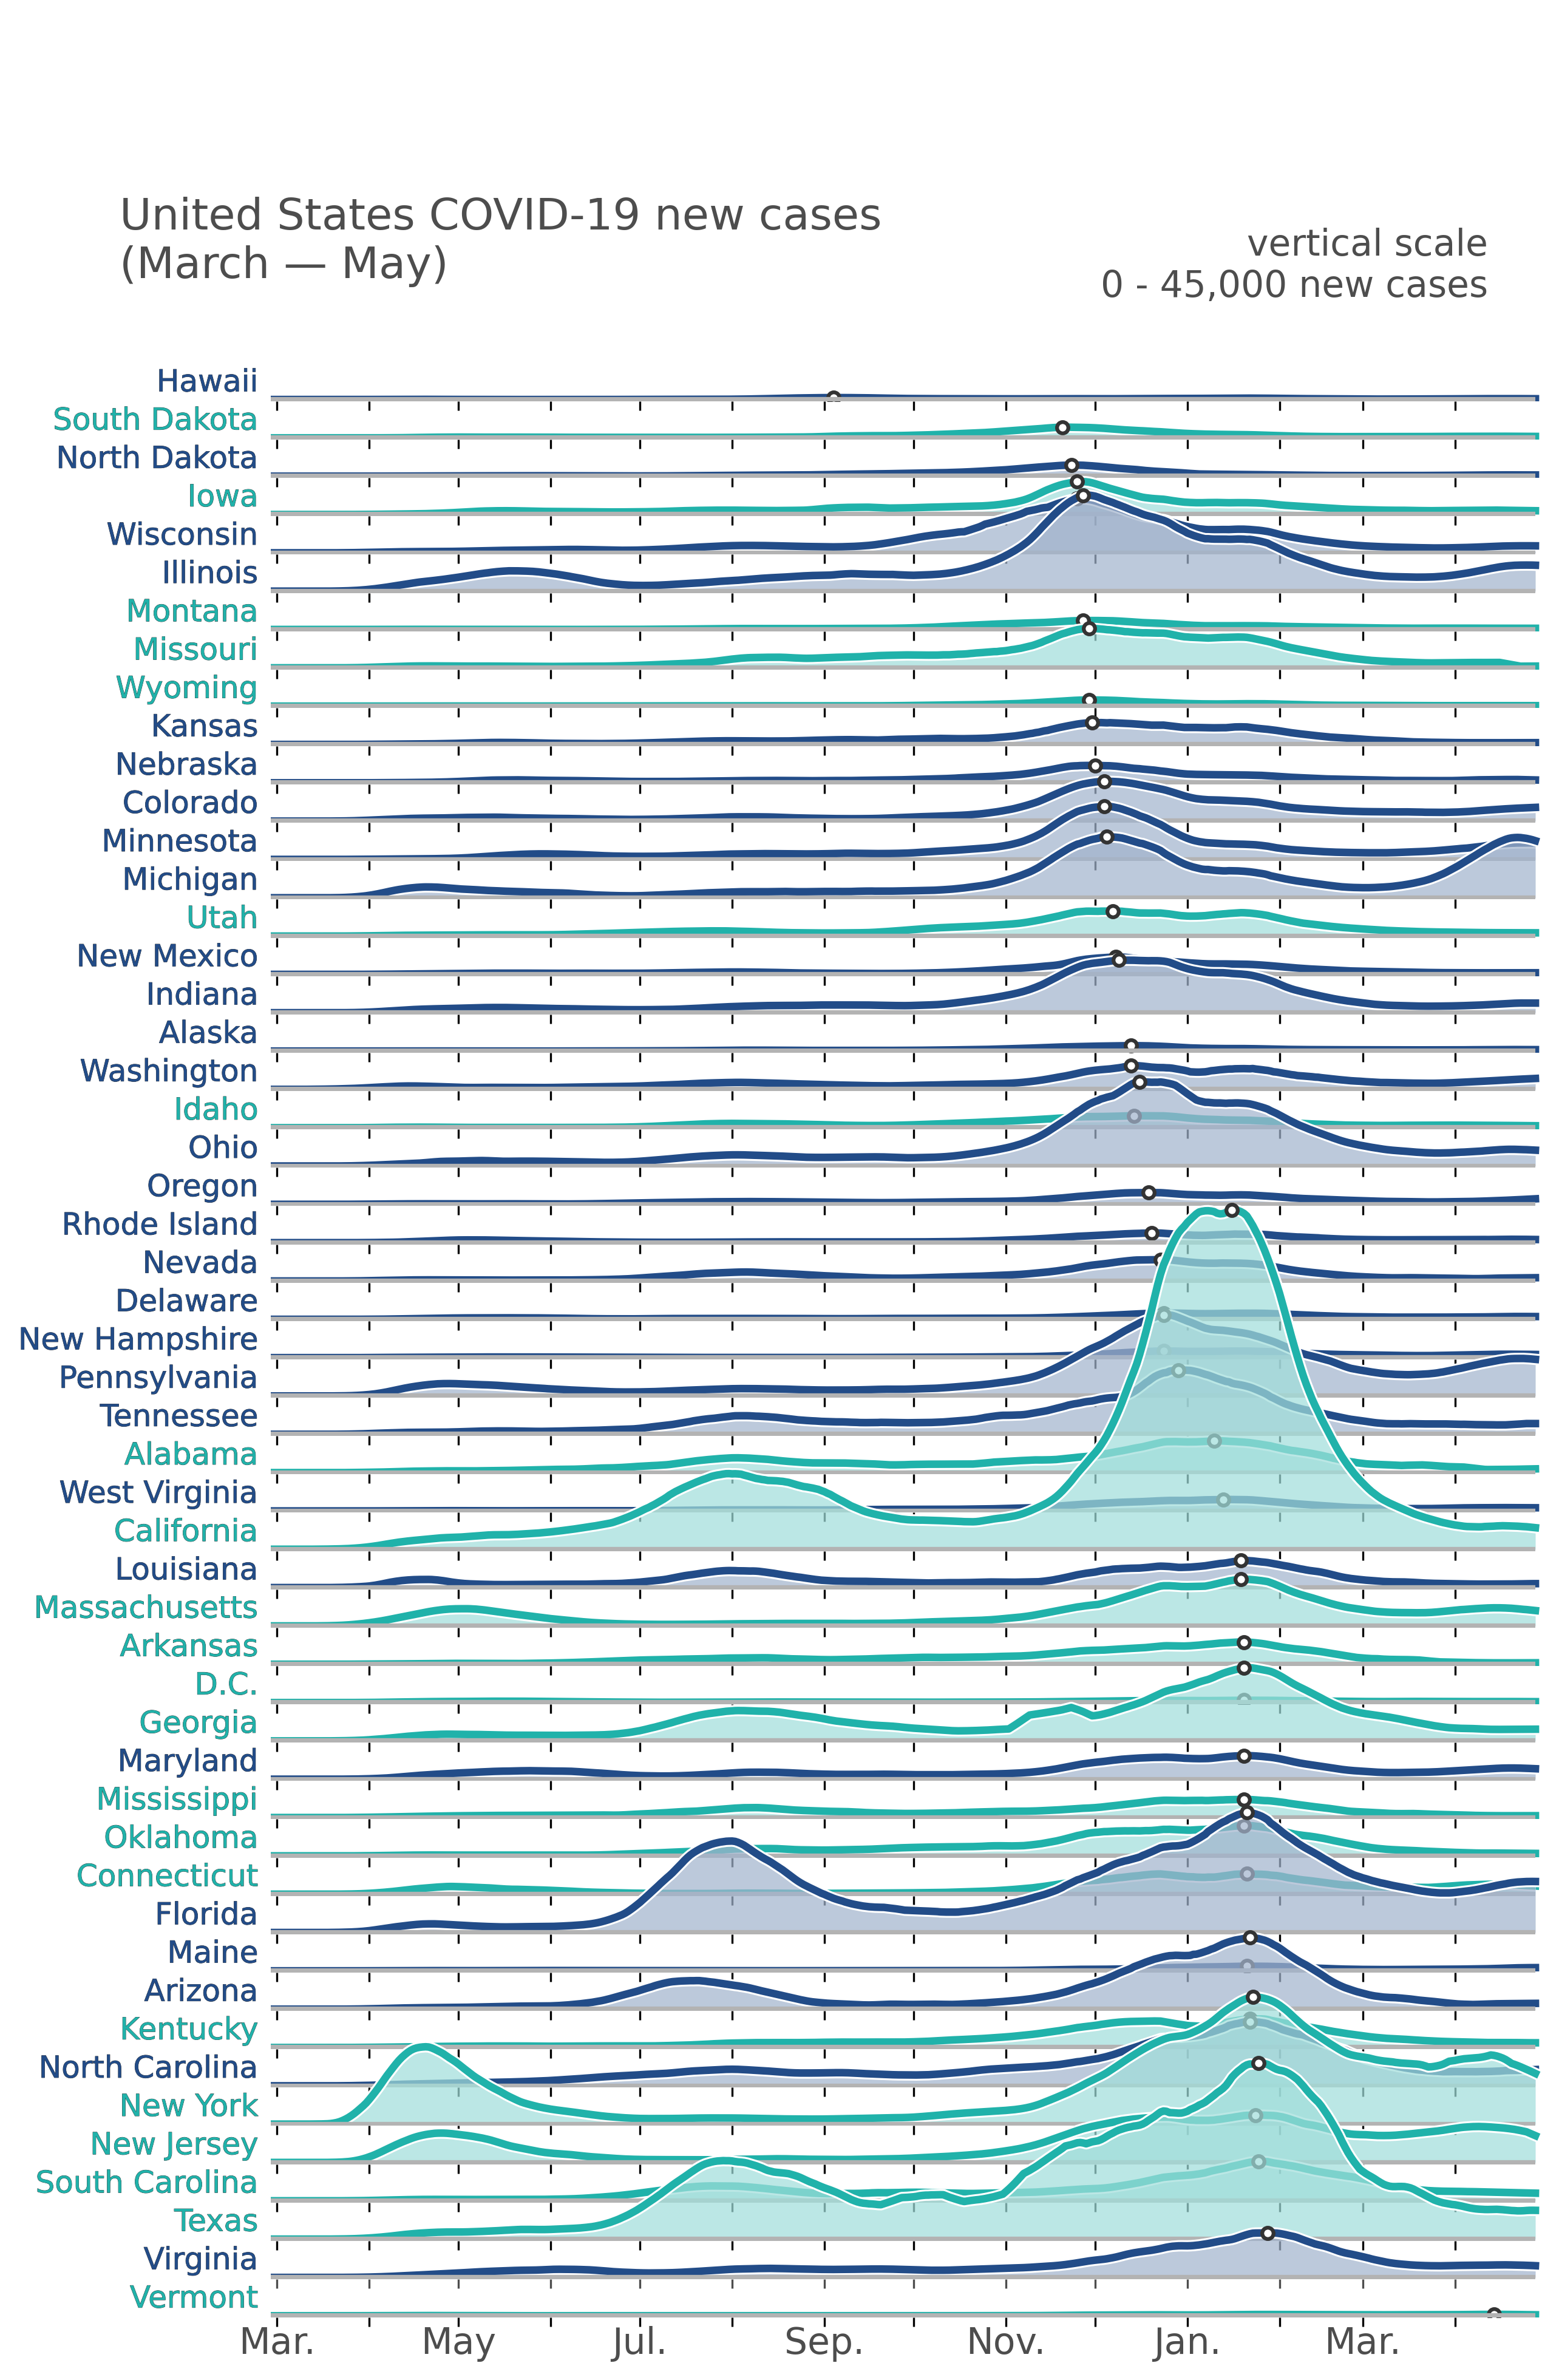 United States COVID-19 new cases
(March — May)
vertical scale
0 - 45,000 new cases
Hawaii
South Dakota
North Dakota
Iowa
Wisconsin
Illinois
Montana
Missouri
Wyoming
Kansas
Nebraska
Colorado
Minnesota
Michigan
Utah
New Mexico
Indiana
Alaska
Washington
Idaho
Ohio
Oregon
Rhode Island
Nevada
Delaware
New Hampshire
Pennsylvania
Tennessee
Alabama
West Virginia
California
Louisiana
Massachusetts
Arkansas
D.C.
Georgia
Maryland
Mississippi
Oklahoma
Connecticut
Florida
Maine
Arizona
Kentucky
North Carolina
New York
New Jersey
South Carolina
Texas
Virginia
Vermont
Mar. May Jul. Sep. Nov. Jan. Mar.